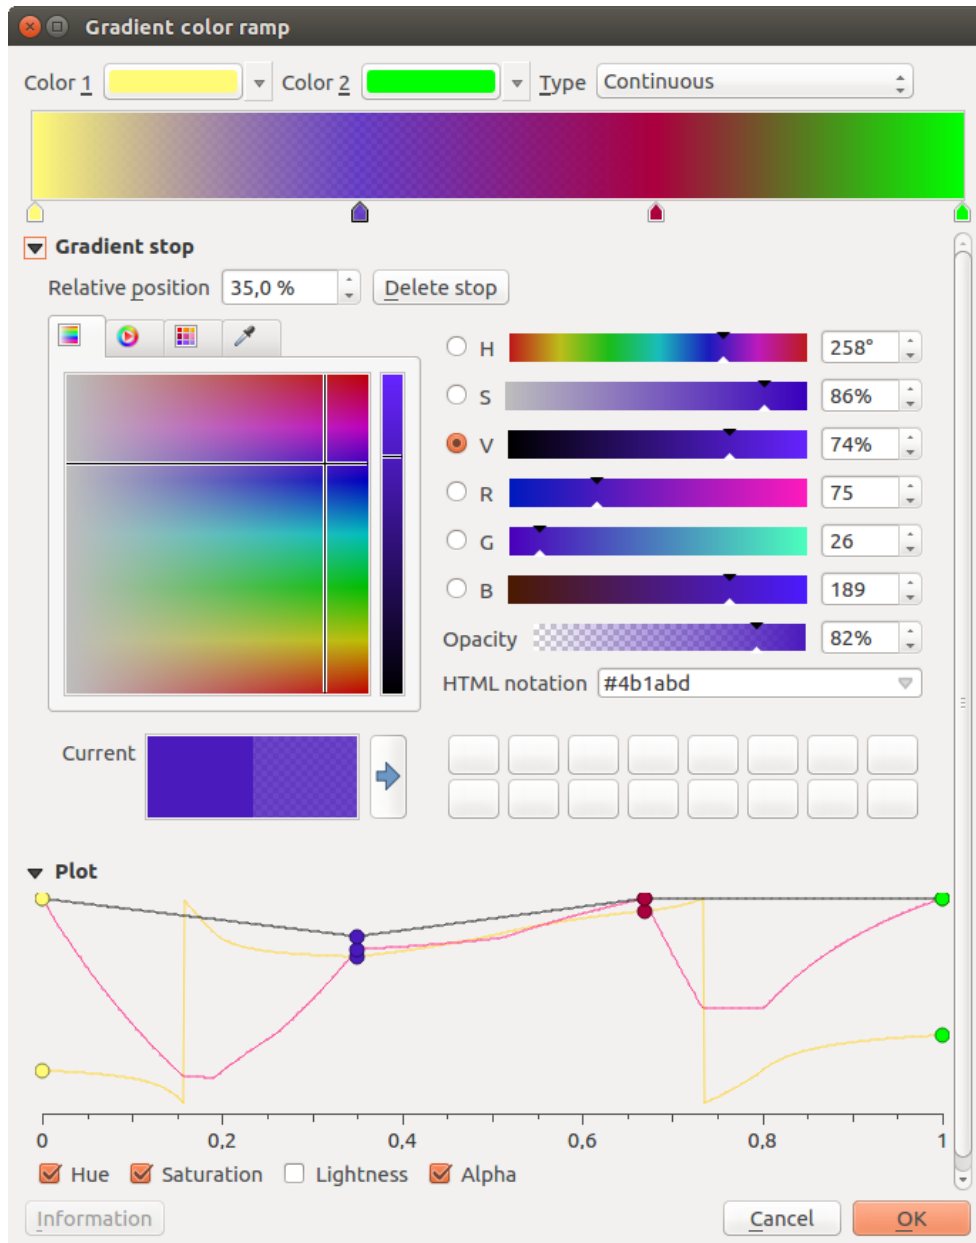 Gradient color ramp
Color 1 Color 2 Type Continuous
Gradient stop
Relative position 35,0 % Delete stop
H 258°
S 86%
V 74%
R 75
G 26
B 189
Opacity 82%
HTML notation #4b1abd
Current
Plot
0 0,2 0,4 0,6 0,8 1
Hue Saturation Lightness Alpha
Information Cancel OK